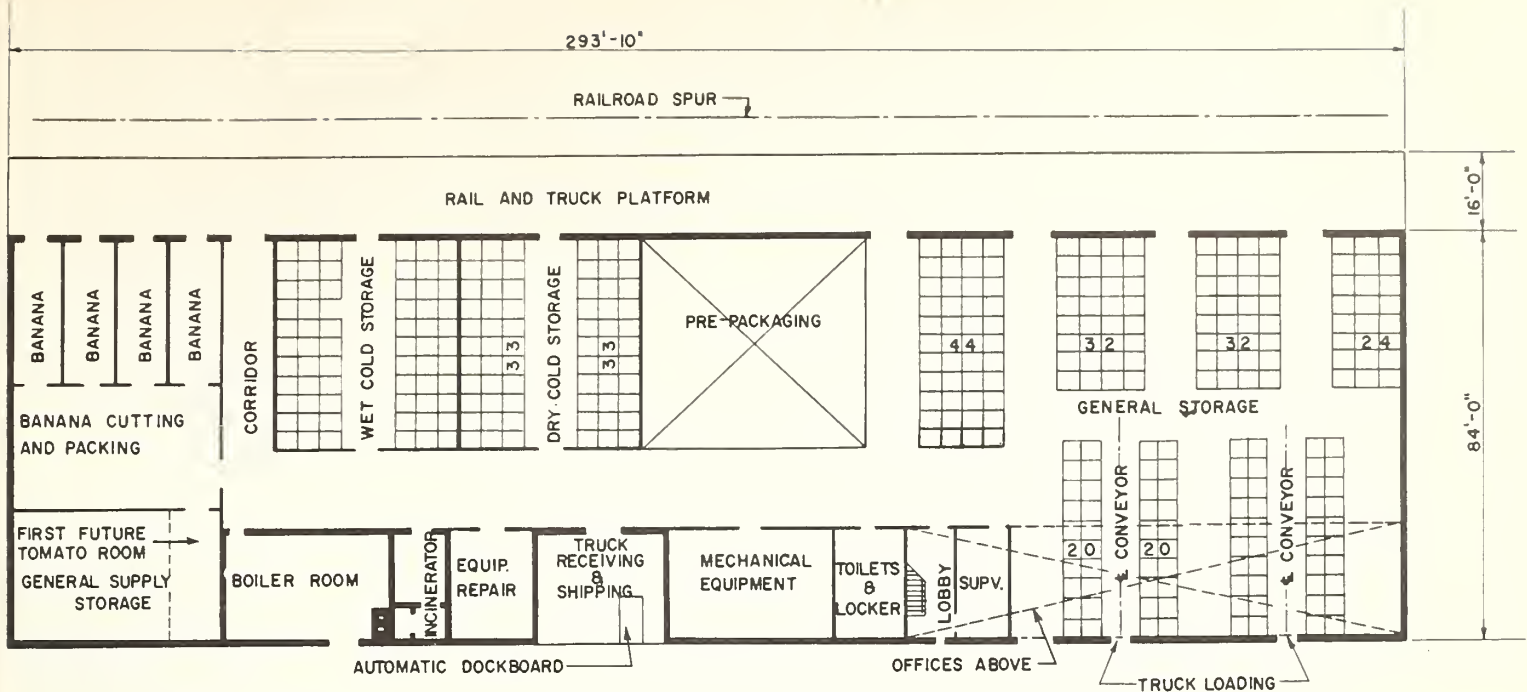 293'-10"
RAILROAD SPUR
16'-0"
RAIL AND TRUCK PLATFORM
BANANA
BANANA
BANANA
BANANA
CORRIDOR
WET COLD STORAGE
33
33
DRY-COLD STORAGE
33
33
PRE-PACKAGING
44
32
32
24
GENERAL STORAGE
84'-0"
BANANA CUTTING
AND PACKING
FIRST FUTURE
TOMATO ROOM
GENERAL SUPPLY
STORAGE
BOILER ROOM
INCINERATOR
EQUIP.
REPAIR
TRUCK
RECEIVING
&
SHIPPING
MECHANICAL
EQUIPMENT
TOILETS
&
LOCKER
LOBBY
SUPV.
20
℄ CONVEYOR
20
℄ CONVEYOR
AUTOMATIC DOCKBOARD
OFFICES ABOVE
TRUCK LOADING